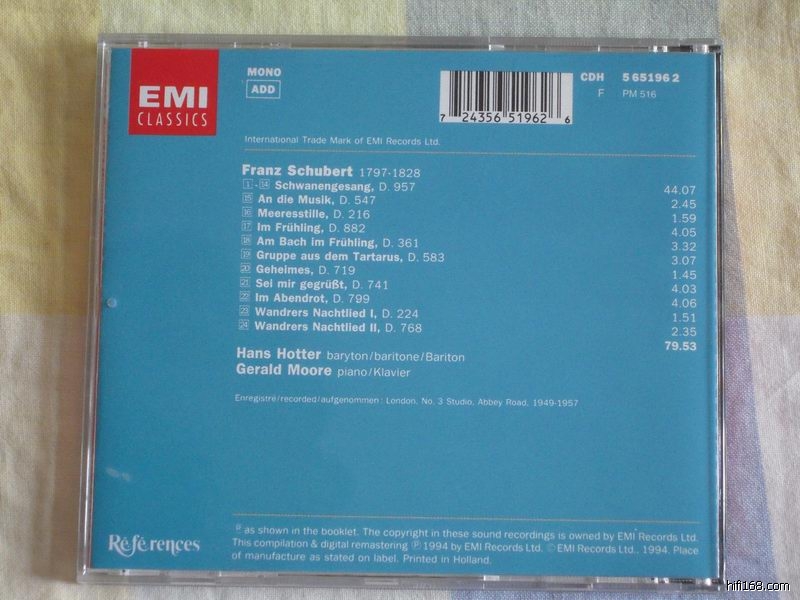 EMI
CLASSICS
MONO
ADD
CDH 5 65196 2
F PM 516
7 24356 51962 6
International Trade Mark of EMI Records Ltd.
Franz Schubert 1797-1828
1 - 14 Schwanengesang, D. 957 44.07
15 An die Musik, D. 547 2.45
16 Meeresstille, D. 216 1.59
17 Im Frühling, D. 882 4.05
18 Am Bach im Frühling, D. 361 3.32
19 Gruppe aus dem Tartarus, D. 583 3.07
20 Geheimes, D. 719 1.45
21 Sei mir gegrüßt, D. 741 4.03
22 Im Abendrot, D. 799 4.06
23 Wandrers Nachtlied I, D. 224 1.51
24 Wandrers Nachtlied II, D. 768 2.35
79.53
Hans Hotter baryton/baritone/Bariton
Gerald Moore piano/Klavier
Enregistré/recorded/aufgenommen: London, No. 3 Studio, Abbey Road, 1949-1957
℗ as shown in the booklet. The copyright in these sound recordings is owned by EMI Records Ltd.
This compilation & digital remastering ℗ 1994 by EMI Records Ltd. © EMI Records Ltd., 1994. Place
of manufacture as stated on label. Printed in Holland.
Références
hifi168.com